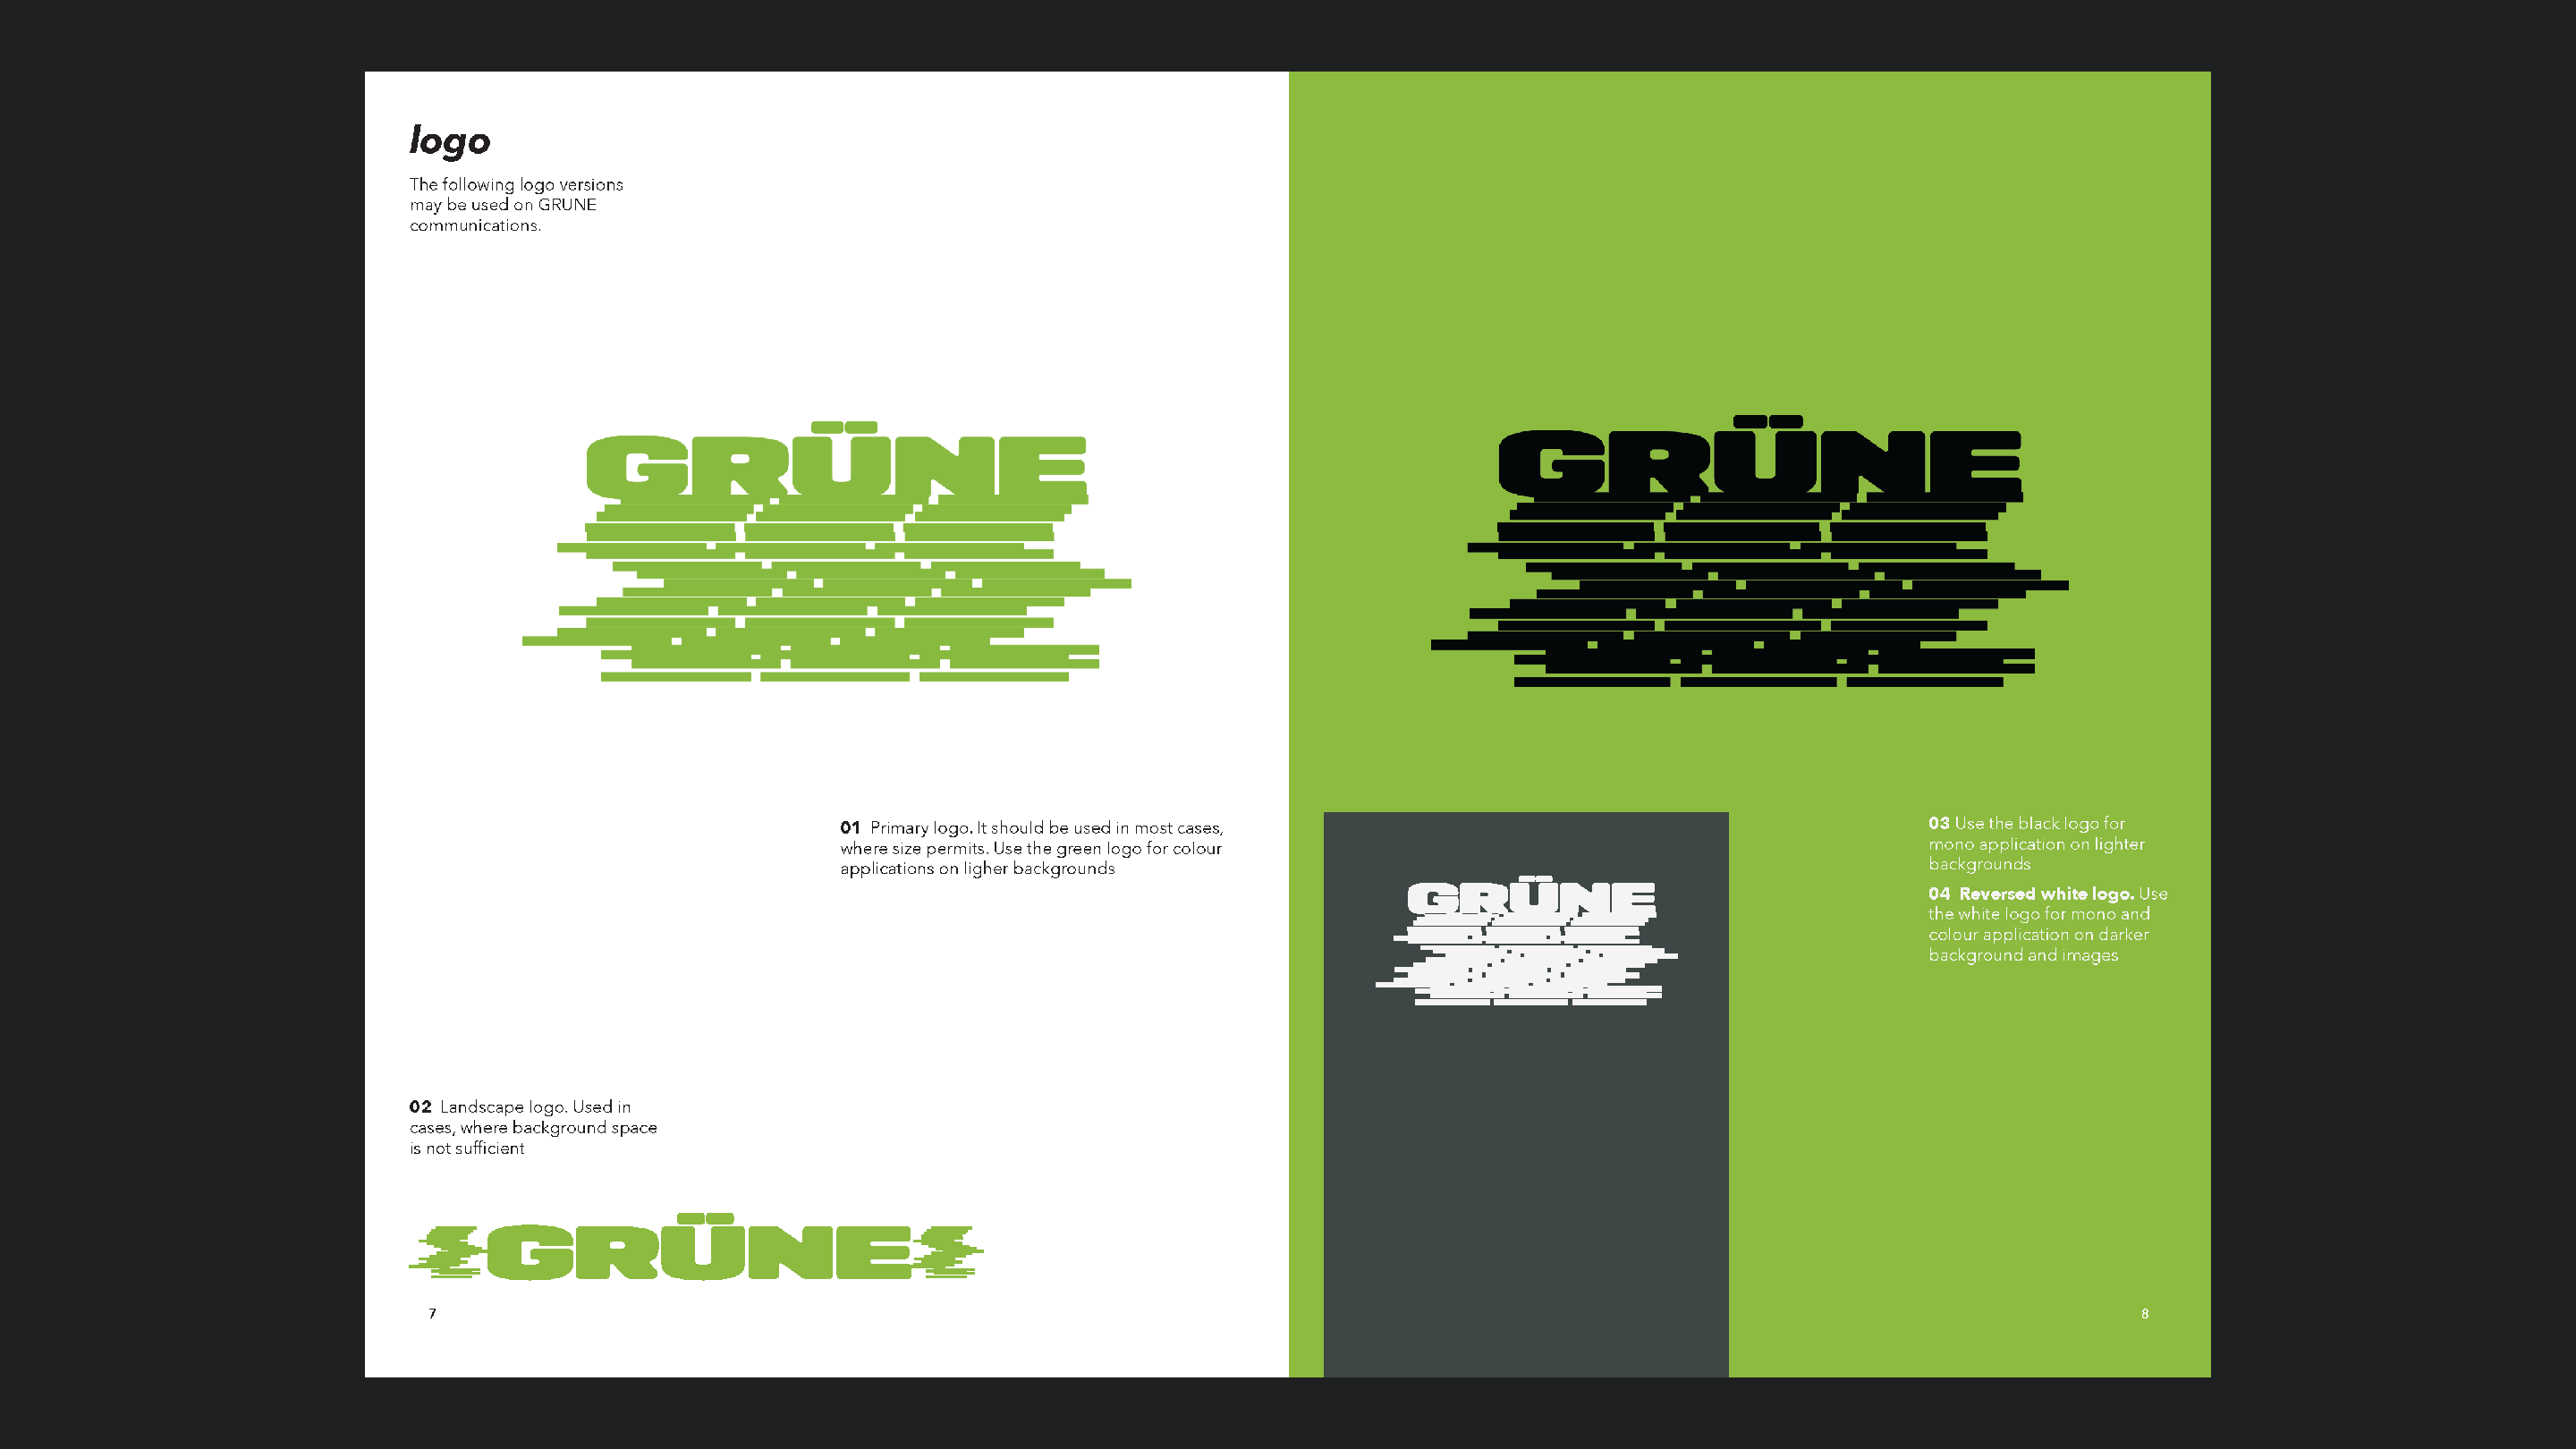 logo
The following logo versions
may be used on GRUNE
communications.
GRÜNE
01 Primary logo. It should be used in most cases,
where size permits. Use the green logo for colour
applications on ligher backgrounds
02 Landscape logo. Used in
cases, where background space
is not sufficient
GRÜNE
7
GRÜNE
GRÜNE
03 Use the black logo for
mono application on lighter
backgrounds
04 Reversed white logo. Use
the white logo for mono and
colour application on darker
background and images
8